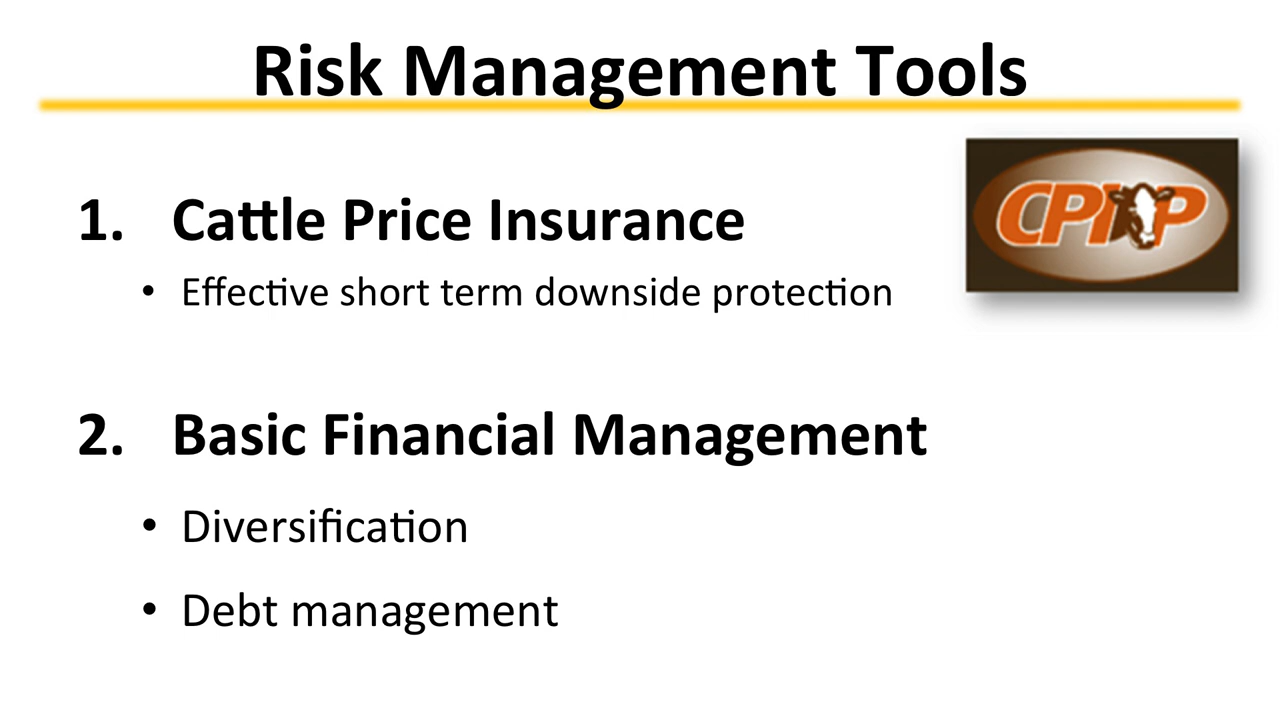 Risk Management Tools
CPIP
1. Cattle Price Insurance
• Effective short term downside protection
2. Basic Financial Management
• Diversification
• Debt management